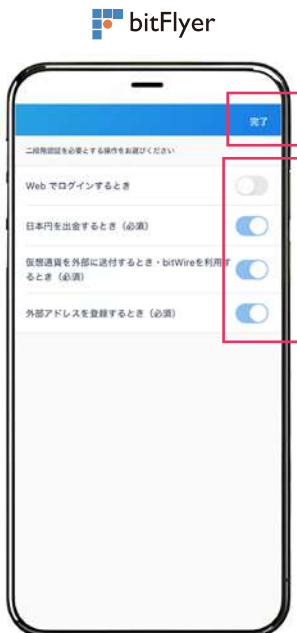 bitFlyer
完了
二段階認証を必要とする操作をお選びください
Web でログインするとき
日本円を出金するとき（必須）
仮想通貨を外部に送付するとき・bitWireを利用す
るとき（必須）
外部アドレスを登録するとき（必須）